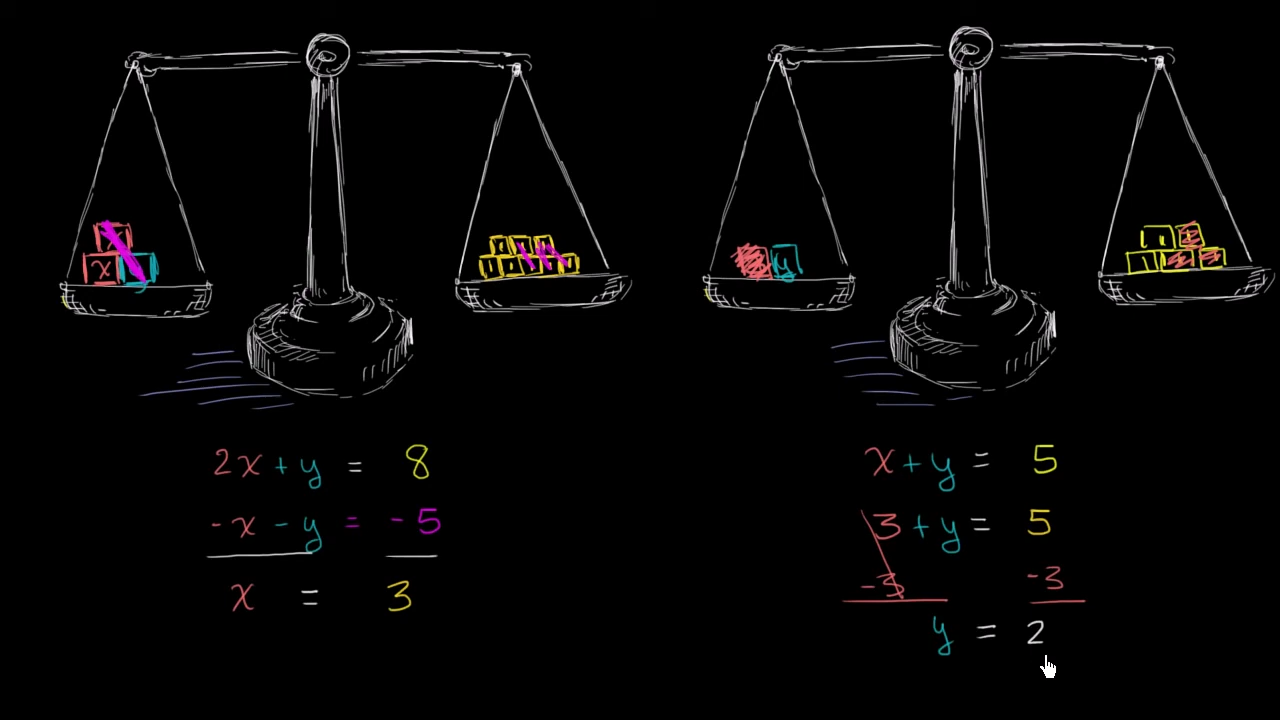 x
x
y
2x + y = 8
- x - y = - 5
x = 3
x + y = 5
3 + y = 5
-3 -3
y = 2